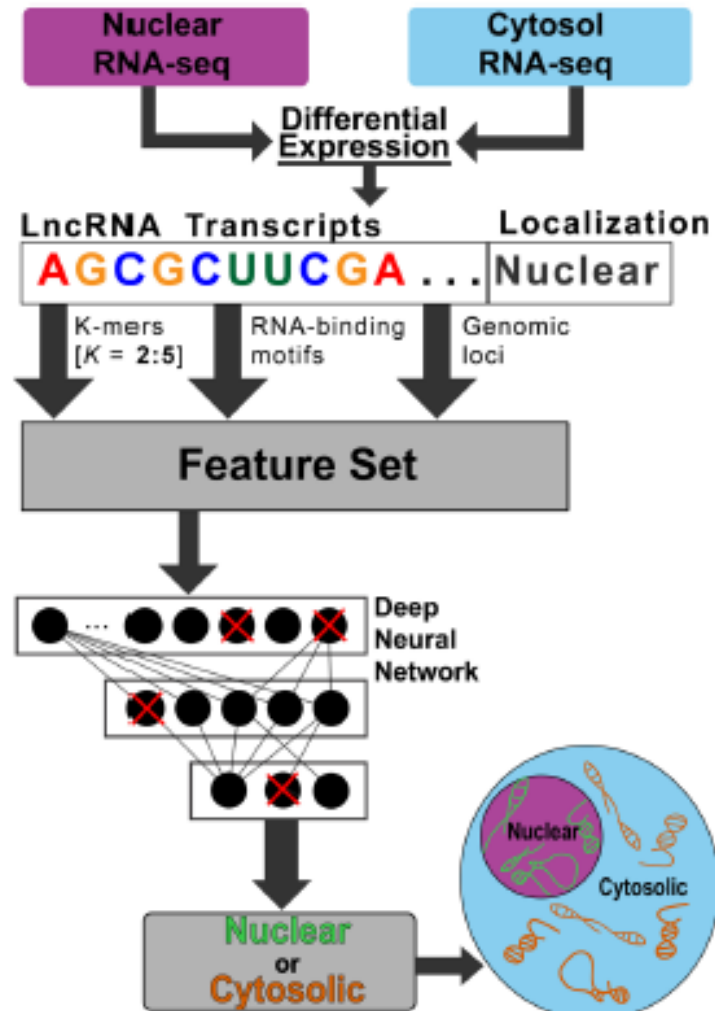 Nuclear
RNA-seq
Cytosol
RNA-seq
Differential
Expression
LncRNA Transcripts
Localization
AGCGCUUCGA...
Nuclear
K-mers
[K = 2:5]
RNA-binding
motifs
Genomic
loci
Feature Set
...
Deep
Neural
Network
Nuclear
or
Cytosolic
Nuclear
Cytosolic